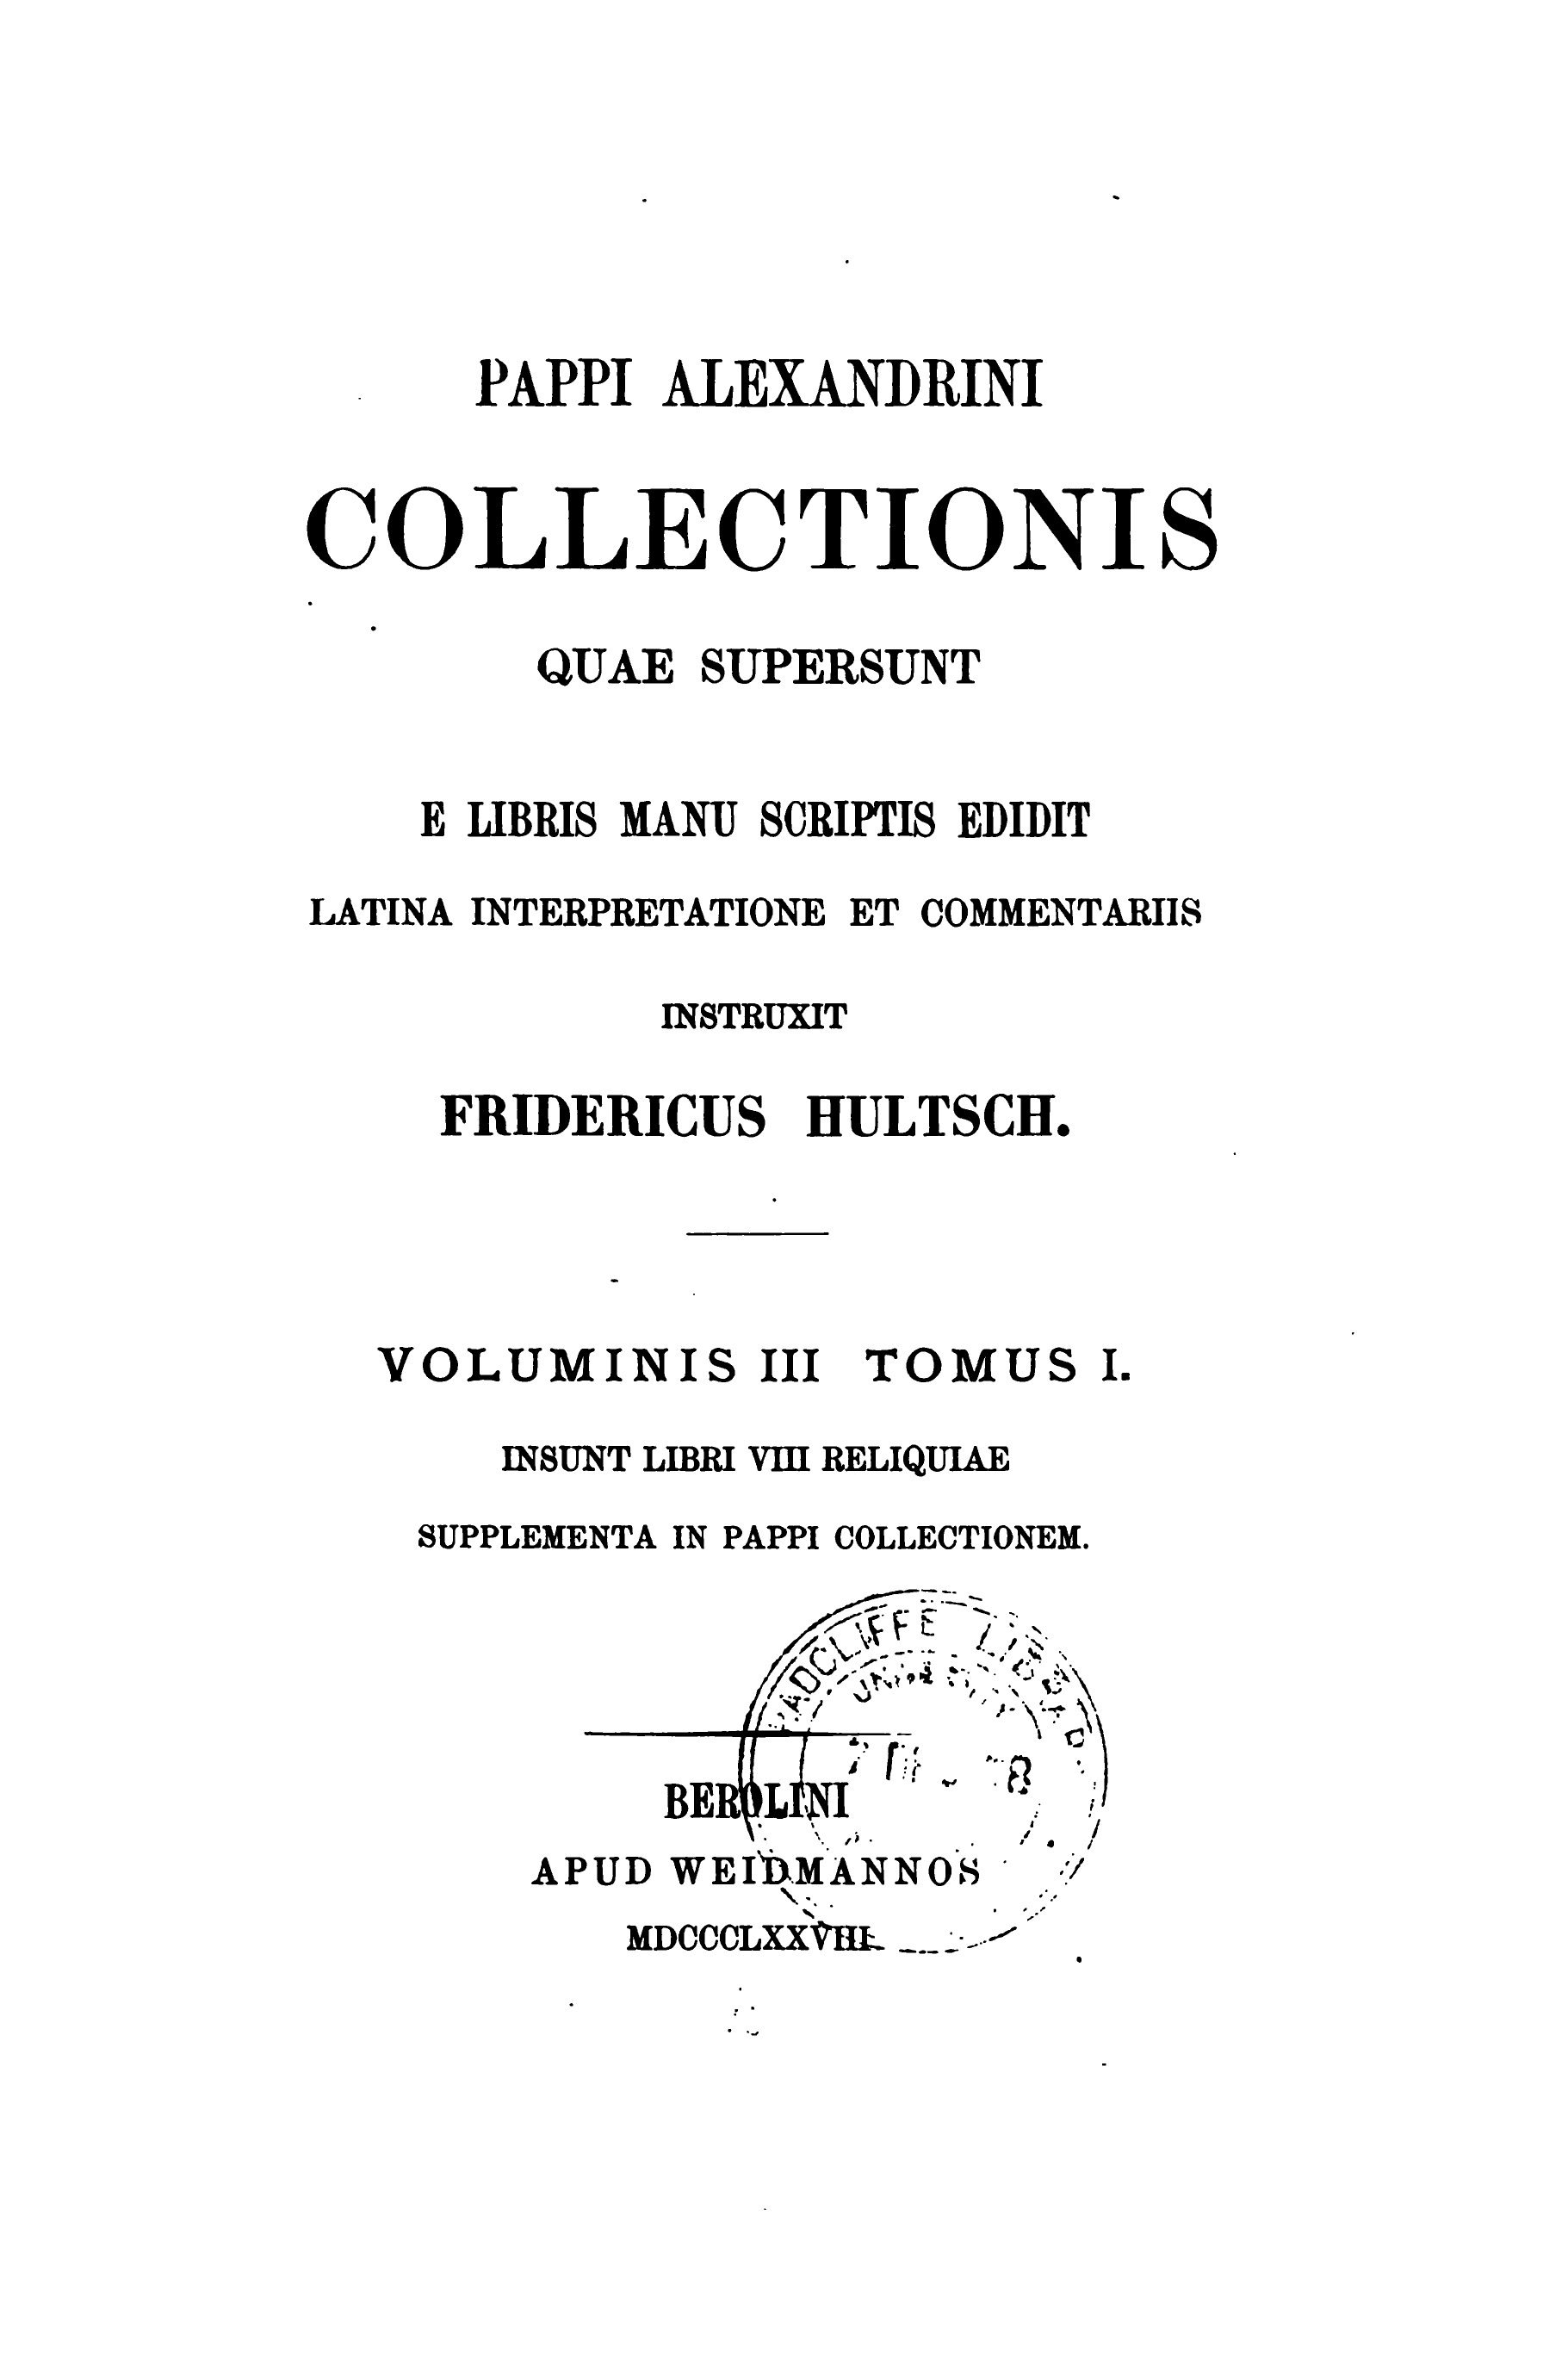 PAPPI ALEXANDRINI
COLLECTIONIS
QUAE SUPERSUNT
E LIBRIS MANU SCRIPTIS EDIDIT
LATINA INTERPRETATIONE ET COMMENTARIIS
INSTRUXIT
FRIDERICUS HULTSCH.
VOLUMINIS III TOMUS I.
INSUNT LIBRI VIII RELIQUIAE
SUPPLEMENTA IN PAPPI COLLECTIONEM.
BEROLINI
APUD WEIDMANNOS
MDCCCLXXVIII